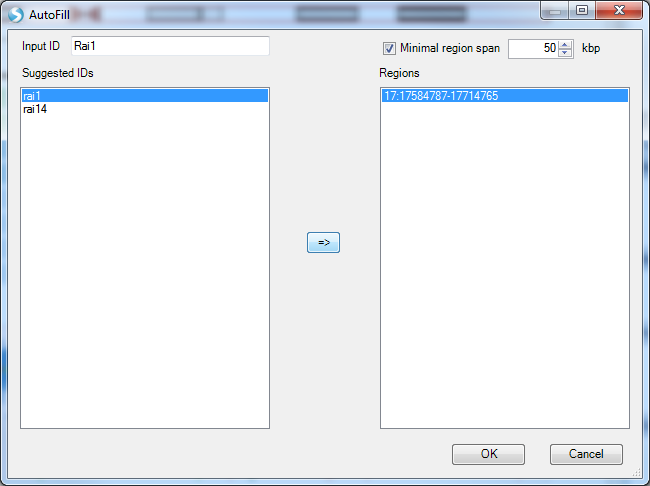 AutoFill
Input ID Rai1
Minimal region span 50 kbp
Suggested IDs
Regions
rai1
rai14
17:17584787-17714765
=>
OK
Cancel